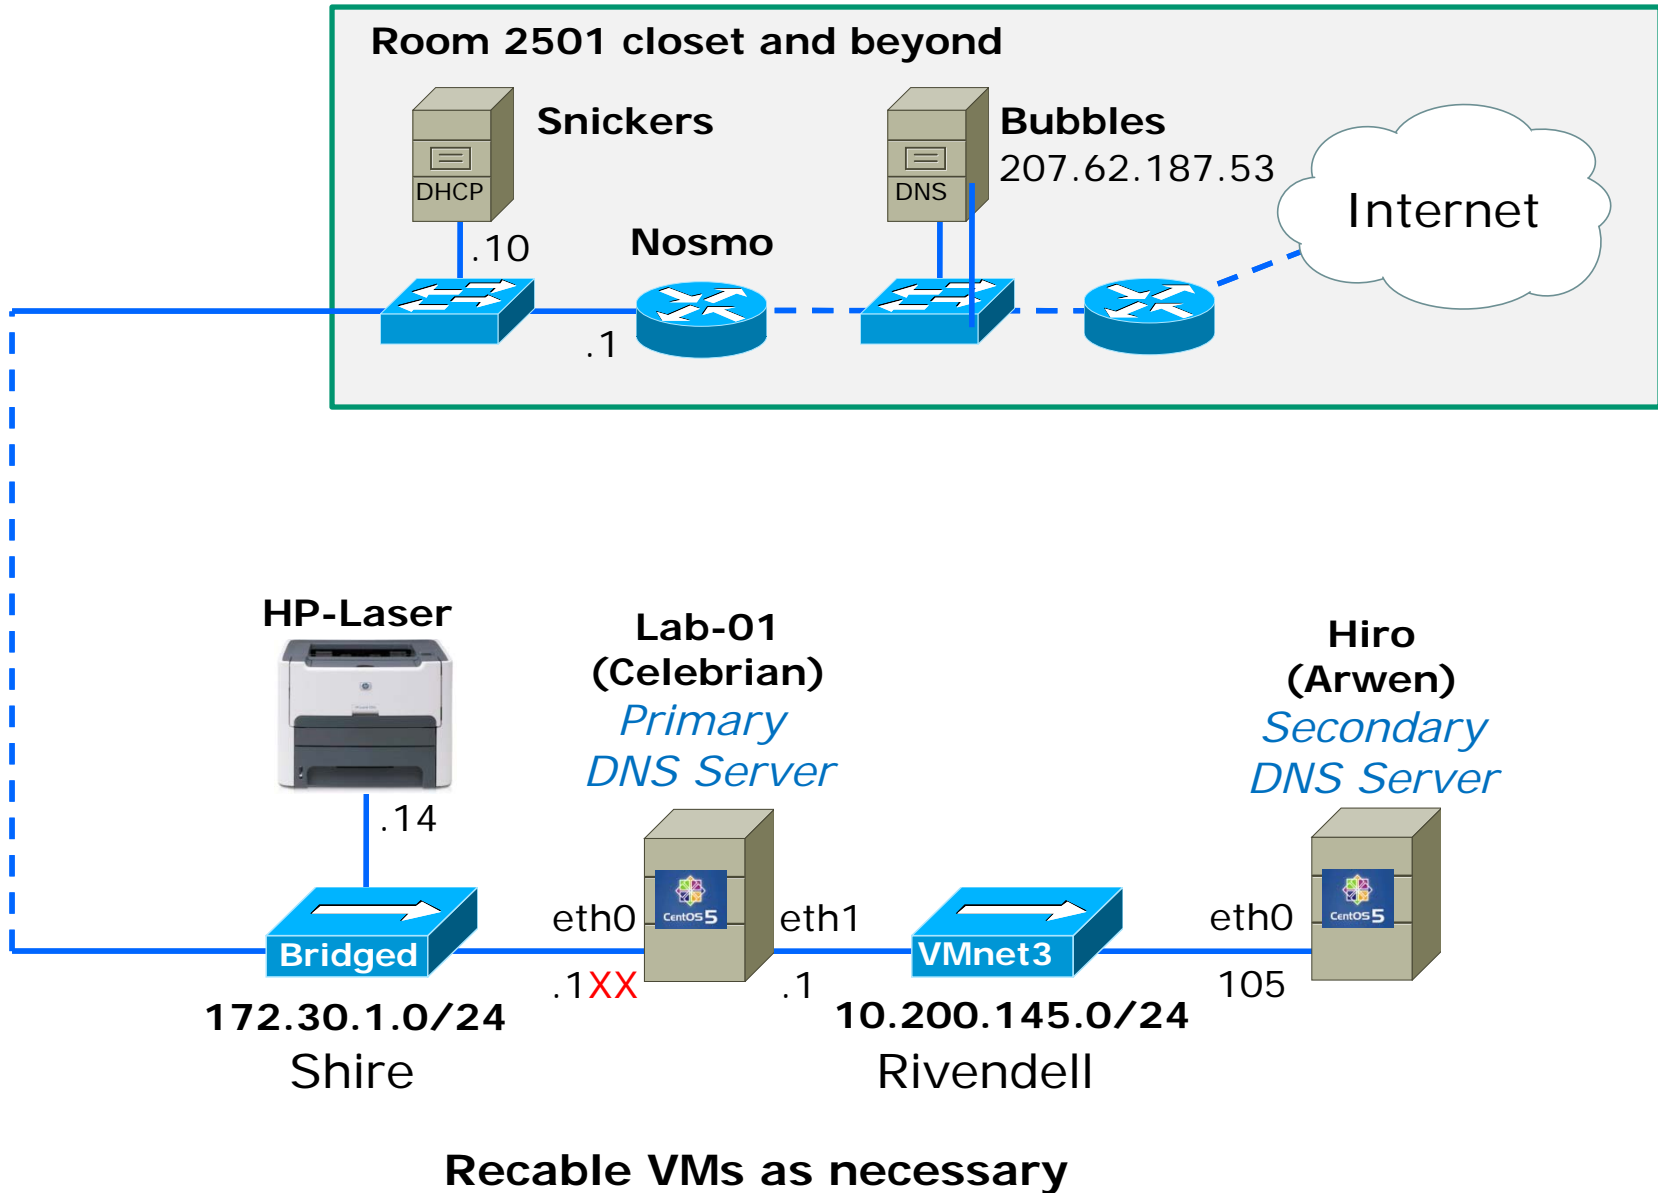 Room 2501 closet and beyond
Snickers
DHCP
.10
Nosmo
.1
Bubbles
207.62.187.53
DNS
Internet
HP-Laser
.14
Lab-01
(Celebrian)
Primary
DNS Server
Hiro
(Arwen)
Secondary
DNS Server
Bridged
172.30.1.0/24
Shire
eth0
.1XX
CentOS 5
eth1
.1
VMnet3
10.200.145.0/24
Rivendell
eth0
105
CentOS 5
Recable VMs as necessary